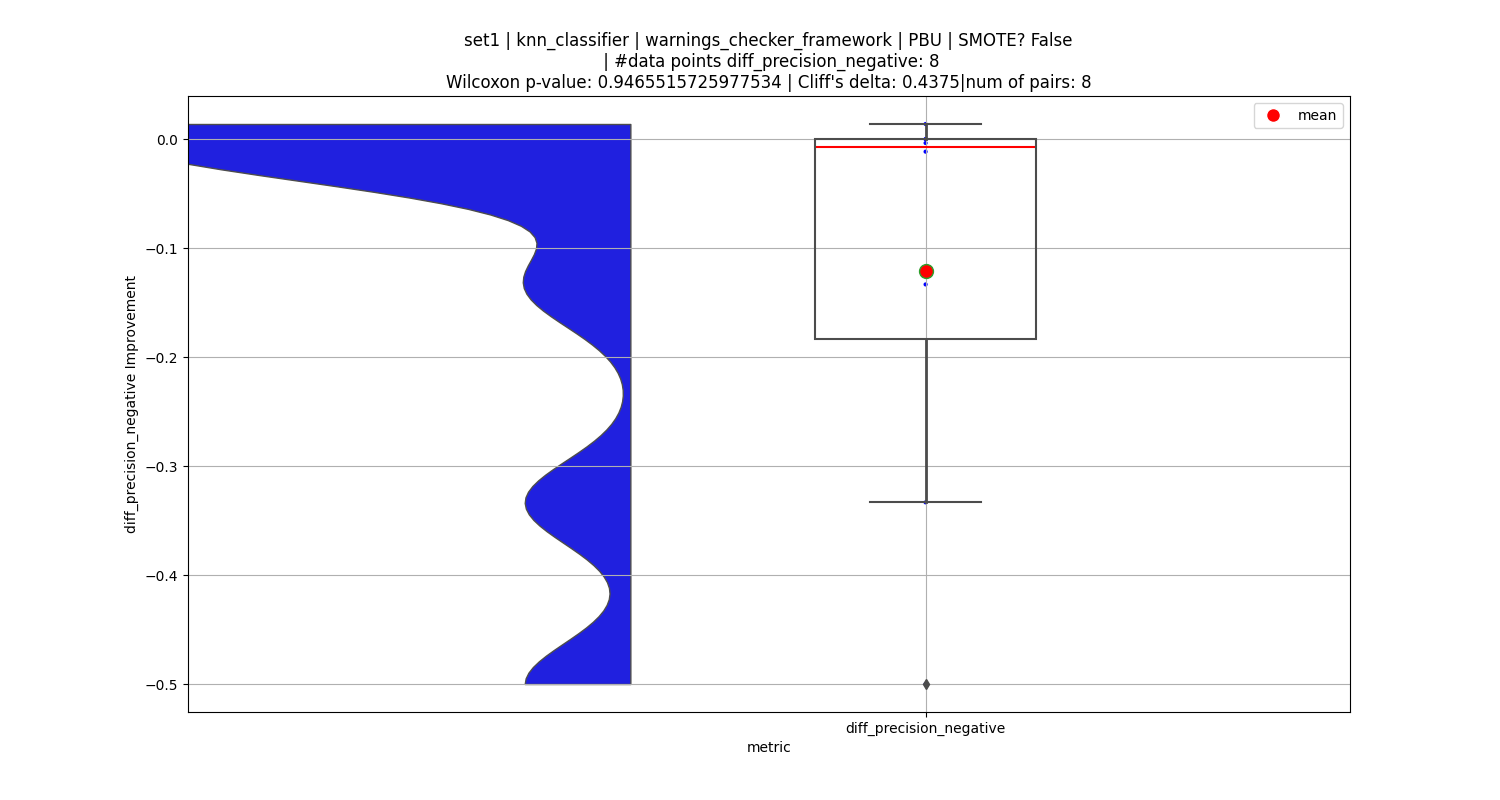 set1 | knn_classifier | warnings_checker_framework | PBU | SMOTE? False
| #data points diff_precision_negative: 8
Wilcoxon p-value: 0.9465515725977534 | Cliff's delta: 0.4375|num of pairs: 8
mean
0.0
−0.1
−0.2
−0.3
−0.4
−0.5
diff_precision_negative Improvement
diff_precision_negative
metric